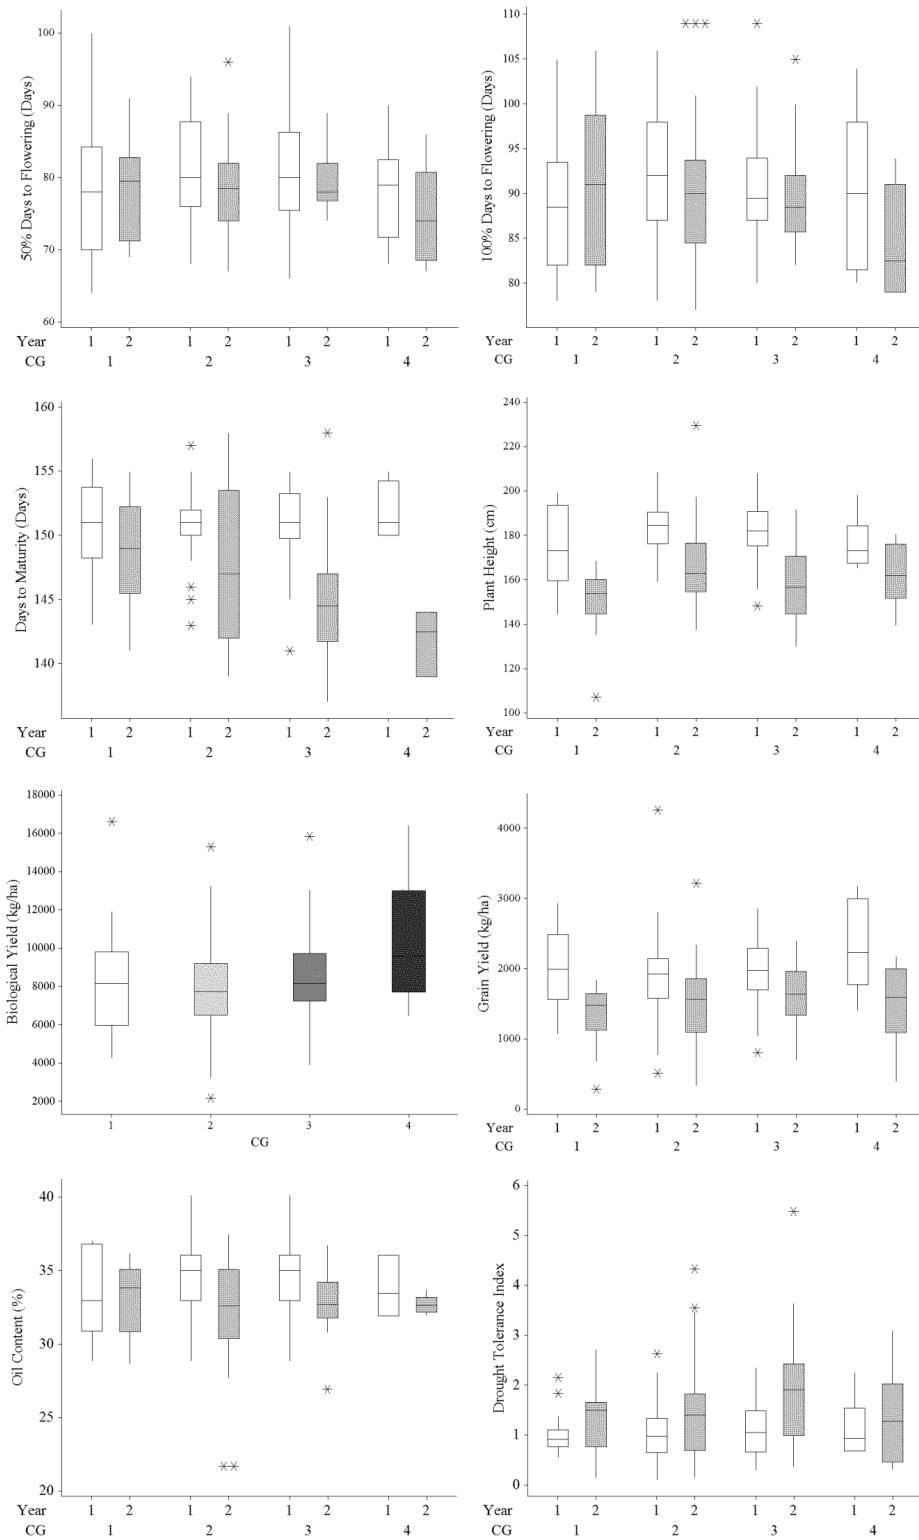 50% Days to Flowering (Days)
100
90
80
70
60
Year 1 2 1 2 1 2 1 2
CG 1 2 3 4
100% Days to Flowering (Days)
110
105
100
95
90
85
80
Year 1 2 1 2 1 2 1 2
CG 1 2 3 4
Days to Maturity (Days)
160
155
150
145
140
Year 1 2 1 2 1 2 1 2
CG 1 2 3 4
Plant Height (cm)
240
220
200
180
160
140
120
100
Year 1 2 1 2 1 2 1 2
CG 1 2 3 4
Biological Yield (kg/ha)
18000
16000
14000
12000
10000
8000
6000
4000
2000
1 2 3 4
CG
Grain Yield (kg/ha)
4000
3000
2000
1000
0
Year 1 2 1 2 1 2 1 2
CG 1 2 3 4
Oil Content (%)
40
35
30
25
20
Year 1 2 1 2 1 2 1 2
CG 1 2 3 4
Drought Tolerance Index
6
5
4
3
2
1
0
Year 1 2 1 2 1 2 1 2
CG 1 2 3 4